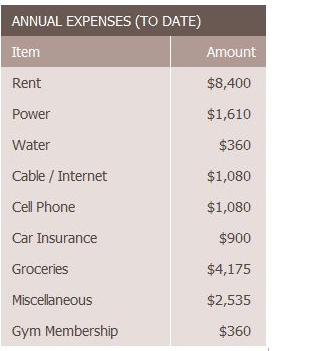 ANNUAL EXPENSES (TO DATE)
Item Amount
Rent $8,400
Power $1,610
Water $360
Cable / Internet $1,080
Cell Phone $1,080
Car Insurance $900
Groceries $4,175
Miscellaneous $2,535
Gym Membership $360